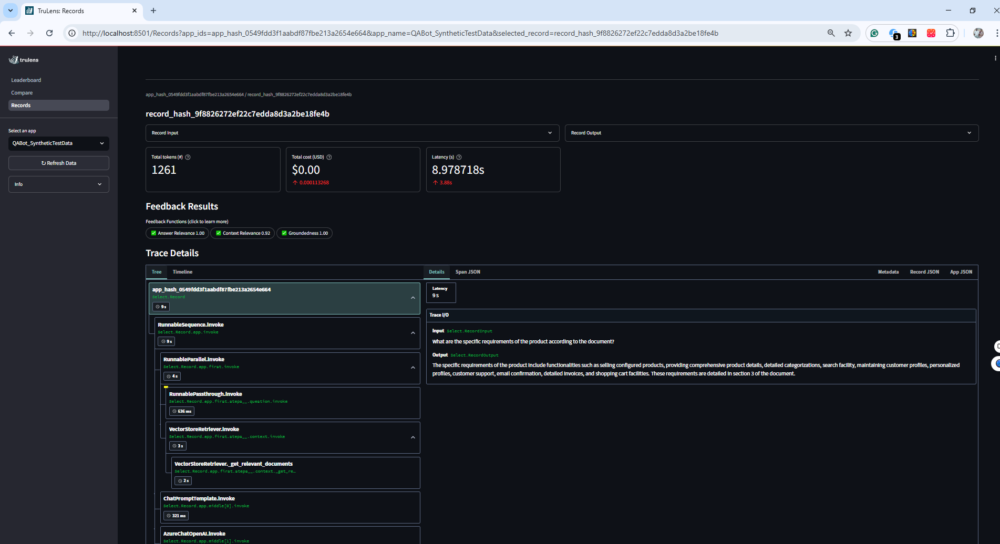 TruLens: Records
http://localhost:8501/Records?app_ids=app_hash_0549fdd3f1aabdf87fbe213a2654e664&app_name=QABot_SyntheticTestData&selected_record=record_hash_9f8826272ef22c7edda8d3a2be18fe4b
3
trulens
Leaderboard
Compare
Records
Select an app
QABot_SyntheticTestData
↻ Refresh Data
Info
app_hash_0549fdd3f1aabdf87fbe213a2654e664 / record_hash_9f8826272ef22c7edda8d3a2be18fe4b
record_hash_9f8826272ef22c7edda8d3a2be18fe4b
Record Input
Record Output
Total tokens (#)
1261
Total cost (USD)
$0.00
↑ 0.000113268
Latency (s)
8.978718s
↑ 3.88s
Feedback Results
Feedback Functions (click to learn more)
✅ Answer Relevance 1.00
✅ Context Relevance 0.92
✅ Groundedness 1.00
Trace Details
Tree
Timeline
Details
Span JSON
Metadata
Record JSON
App JSON
app_hash_0549fdd3f1aabdf87fbe213a2654e664
Select.Record
9 s
RunnableSequence.invoke
Select.Record.app.invoke
9 s
RunnableParallel.invoke
Select.Record.app.first.invoke
4 s
RunnablePassthrough.invoke
Select.Record.app.first.steps__.question.invoke
636 ms
VectorStoreRetriever.invoke
Select.Record.app.first.steps__.context.invoke
3 s
VectorStoreRetriever._get_relevant_documents
Select.Record.app.first.steps__.context._get_re…
2 s
ChatPromptTemplate.invoke
Select.Record.app.middle[0].invoke
321 ms
AzureChatOpenAI.invoke
Select.Record.app.middle[1].invoke
Latency
9 s
Trace I/O
Input Select.RecordInput
What are the specific requirements of the product according to the document?
Output Select.RecordOutput
The specific requirements of the product include functionalities such as selling configured products, providing comprehensive product details, detailed categorizations, search facility, maintaining customer profiles, personalized
profiles, customer support, email confirmation, detailed invoices, and shopping cart facilities. These requirements are detailed in section 3 of the document.